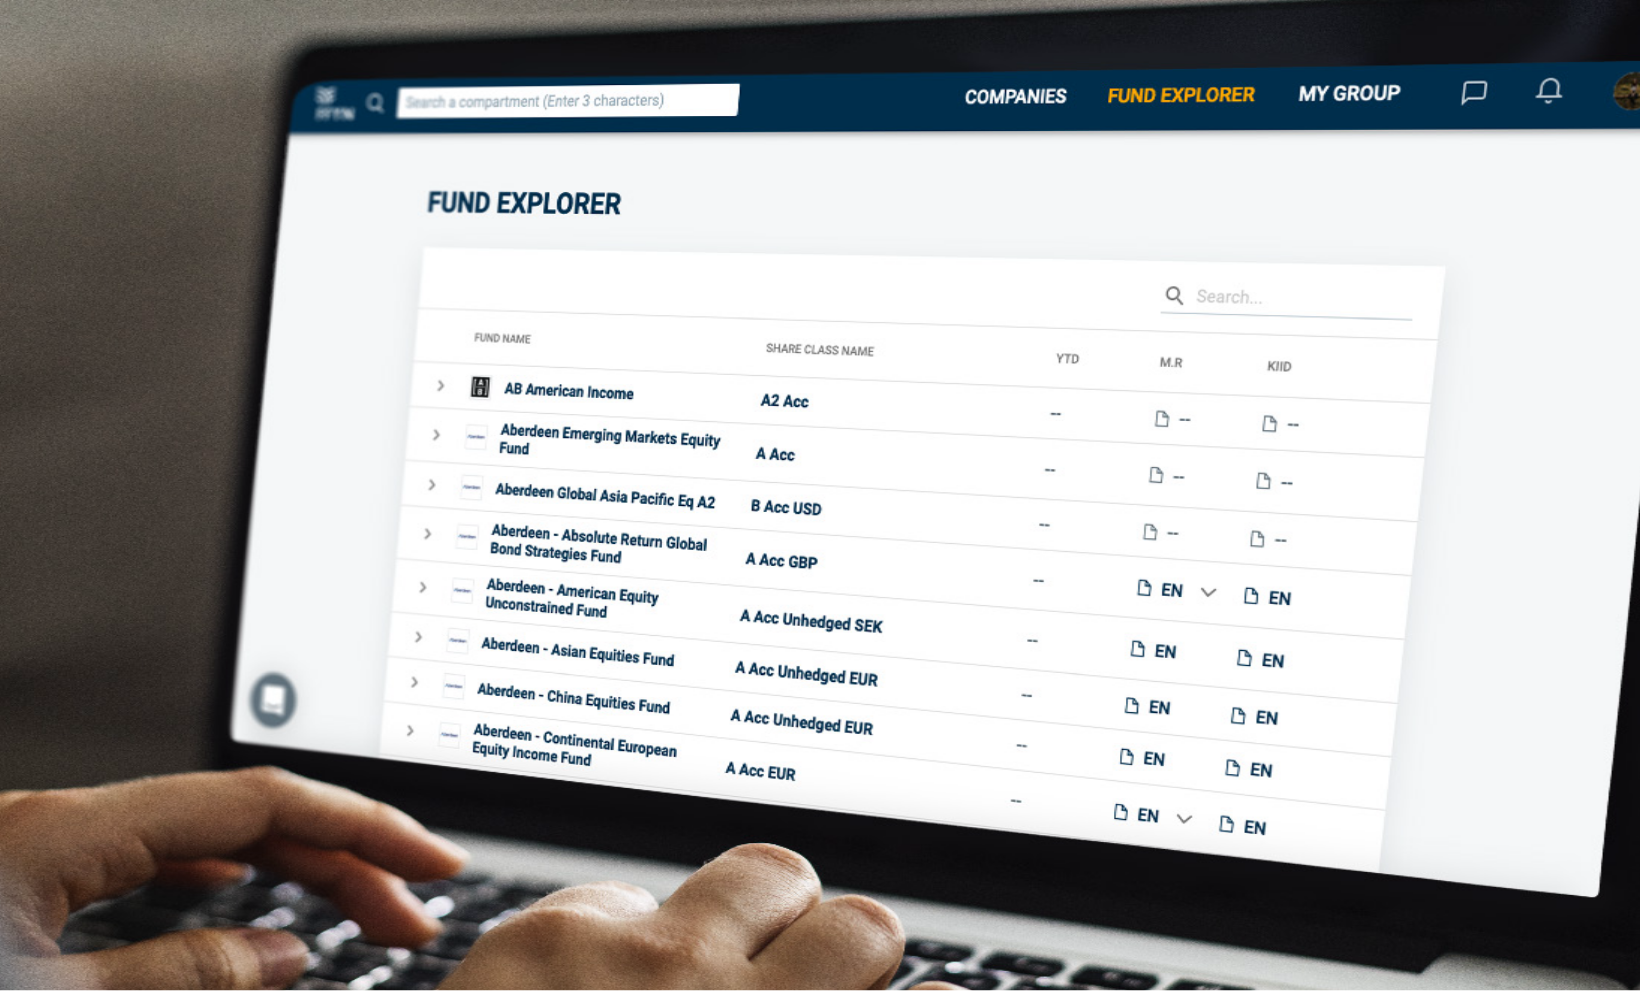 Search a compartment (Enter 3 characters)
COMPANIES
FUND EXPLORER
MY GROUP
FUND EXPLORER
Search...
FUND NAME
SHARE CLASS NAME
YTD
M.R
KIID
AB American Income
A2 Acc
--
--
--
Aberdeen Emerging Markets Equity
Fund
A Acc
--
--
--
Aberdeen Global Asia Pacific Eq A2
B Acc USD
--
--
--
Aberdeen - Absolute Return Global
Bond Strategies Fund
A Acc GBP
--
EN
EN
Aberdeen - American Equity
Unconstrained Fund
A Acc Unhedged SEK
--
EN
EN
Aberdeen - Asian Equities Fund
A Acc Unhedged EUR
--
EN
EN
Aberdeen - China Equities Fund
A Acc Unhedged EUR
--
EN
EN
Aberdeen - Continental European
Equity Income Fund
A Acc EUR
--
EN
EN